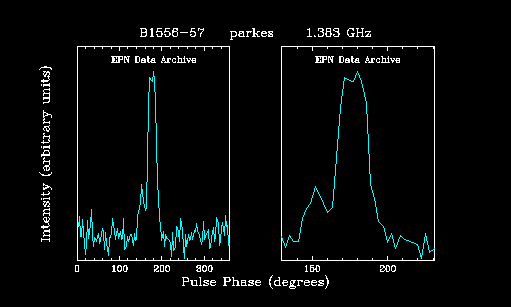 B1556-57 parkes 1.383 GHz
EPN Data Archive EPN Data Archive
Intensity (arbitrary units)
0 100 200 300 150 200
Pulse Phase (degrees)